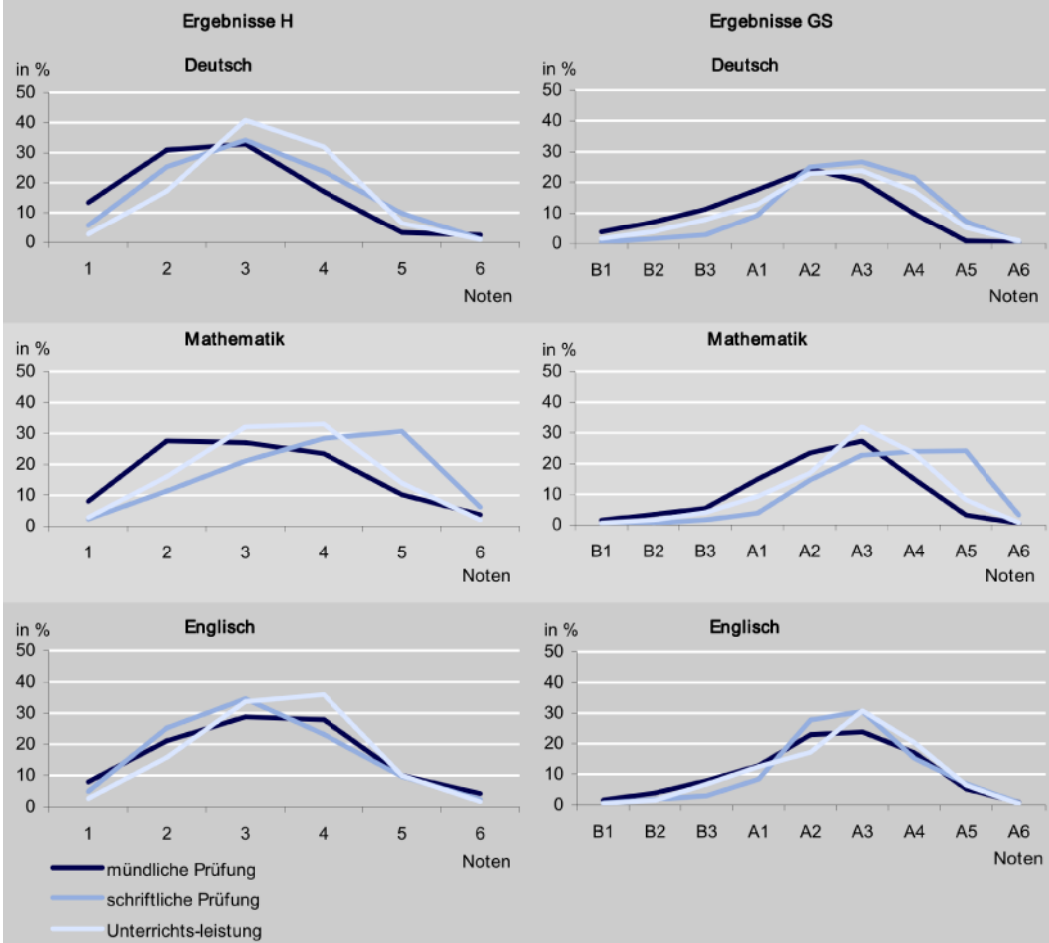 Ergebnisse H
Ergebnisse GS
in %
Deutsch
50
40
30
20
10
0
1 2 3 4 5 6
Noten
in %
Deutsch
50
40
30
20
10
0
B1 B2 B3 A1 A2 A3 A4 A5 A6
Noten
in %
Mathematik
50
40
30
20
10
0
1 2 3 4 5 6
Noten
in %
Mathematik
50
40
30
20
10
0
B1 B2 B3 A1 A2 A3 A4 A5 A6
Noten
in %
Englisch
50
40
30
20
10
0
1 2 3 4 5 6
Noten
in %
Englisch
50
40
30
20
10
0
B1 B2 B3 A1 A2 A3 A4 A5 A6
Noten
mündliche Prüfung
schriftliche Prüfung
Unterrichts-leistung